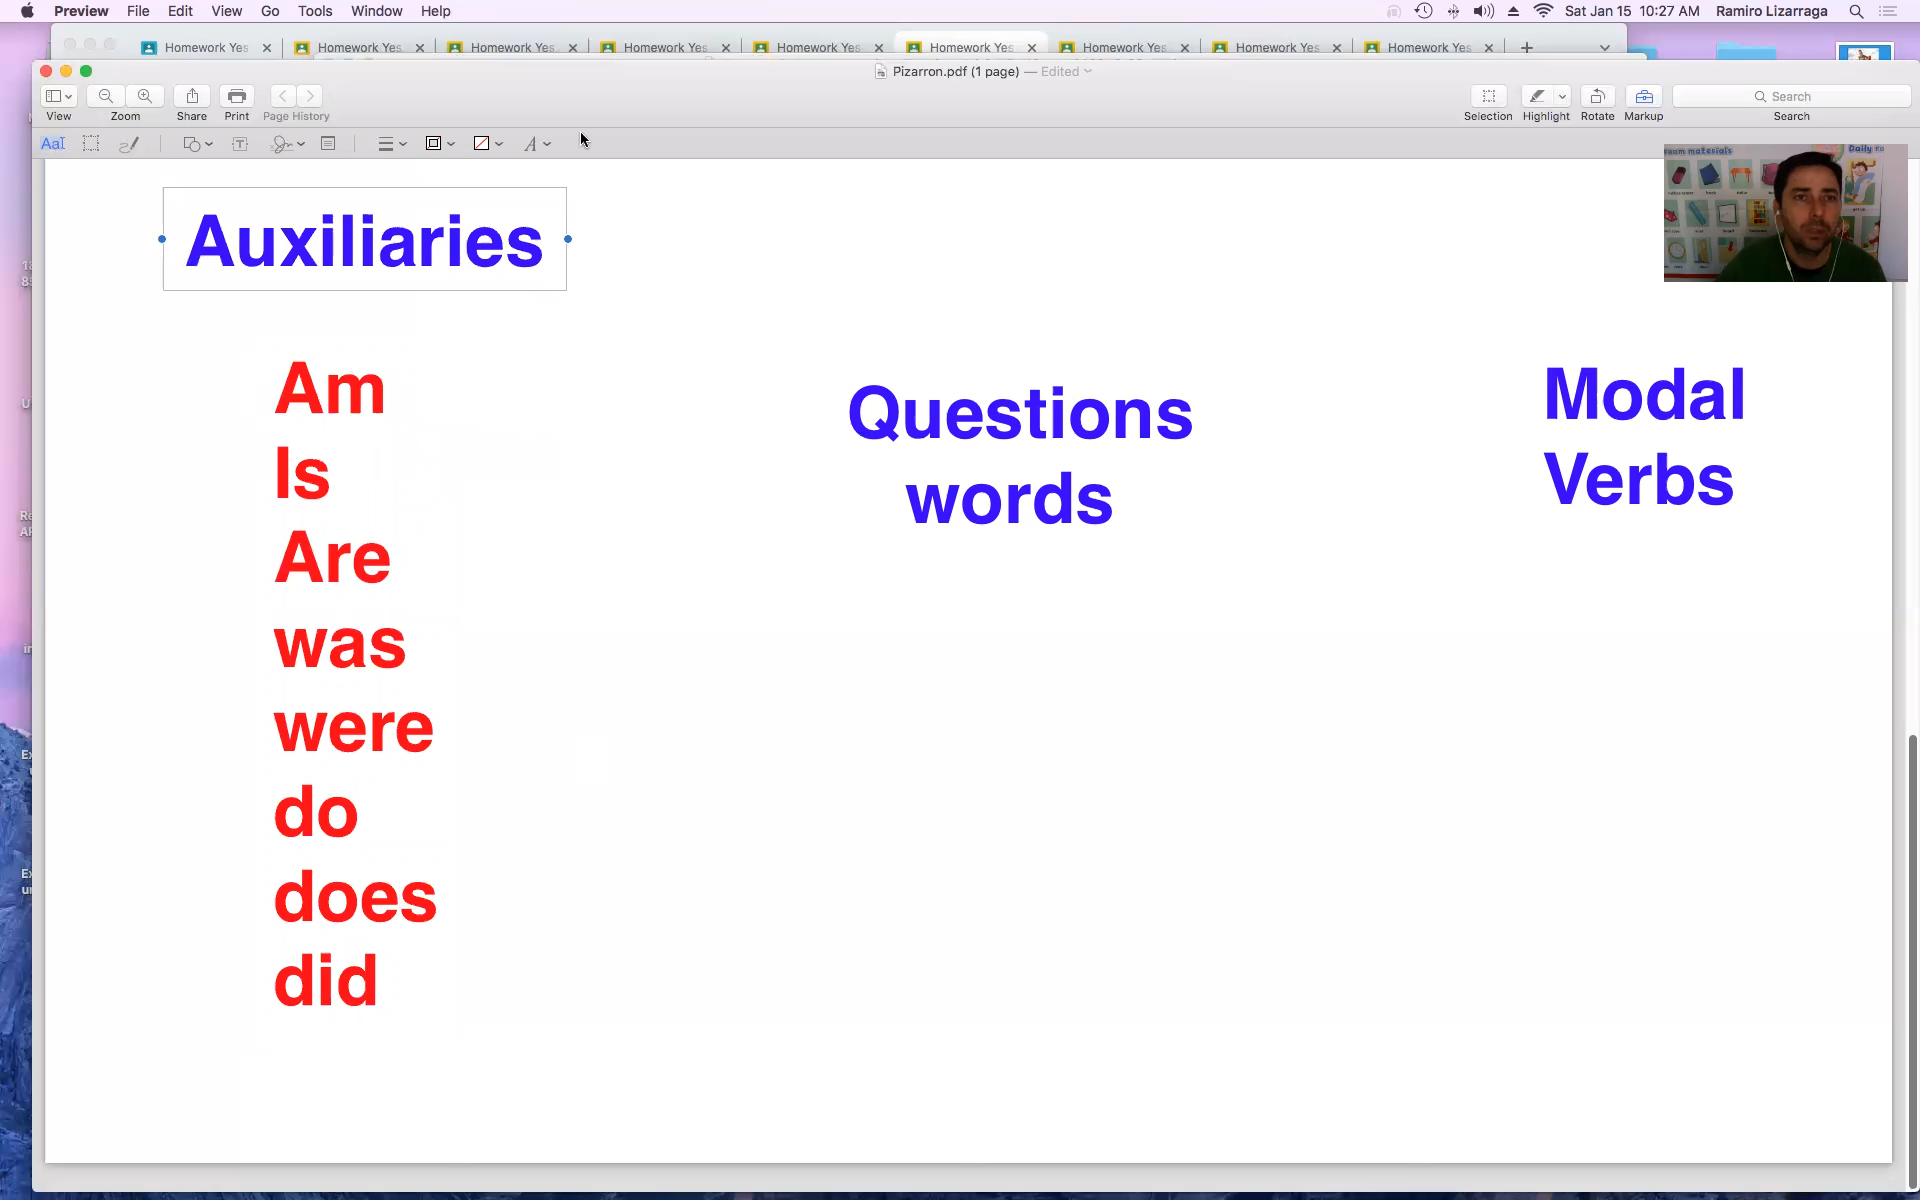 Preview File Edit View Go Tools Window Help Sat Jan 15 10:27 AM Ramiro Lizarraga
Homework Yes Homework Yes Homework Yes Homework Yes Homework Yes Homework Yes Homework Yes Homework Yes Homework Yes
Pizarron.pdf (1 page) — Edited
View Zoom Share Print Page History Selection Highlight Rotate Markup Search
Search
AaI
Auxiliaries
Am
Is
Are
was
were
do
does
did
Questions
words
Modal
Verbs